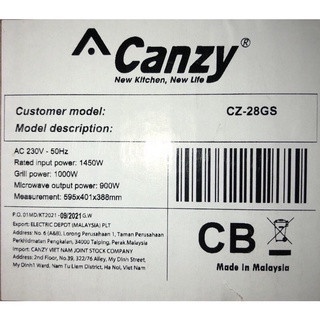 Canzy®
New Kitchen, New Life
Customer model: CZ-28GS
Model description:
AC 230V - 50Hz
Rated input power: 1450W
Grill power: 1000W
Microwave output power: 900W
Measurement: 595x401x388mm
P.O. 01MD/KT2021 -09/2021 G.W
Export: ELECTRIC DEPOT (MALAYSIA) PLT
Address: No. 6 (A&B), Lorong Perusahaan 1, Taman Perusahaan
Perkhidmatan Pengkalan, 34000 Taiping, Perak Malaysia
Import: CANZY VIET NAM JOINT STOCK COMPANY
Address: 2nd Floor, No.39, 322/76 Alley, My Dinh Street,
My Dinh Ward, Nam Tu Liem District, Ha Noi, Viet Nam
CB
Made in Malaysia